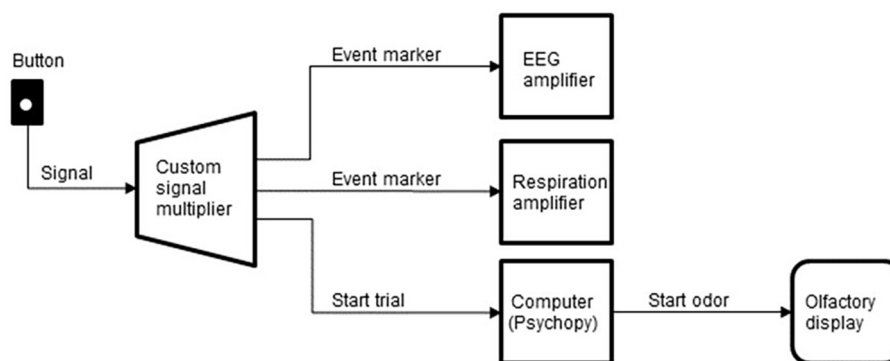 Button
Signal
Custom
signal
multiplier
Event marker
EEG
amplifier
Event marker
Respiration
amplifier
Start trial
Computer
(Psychopy)
Start odor
Olfactory
display